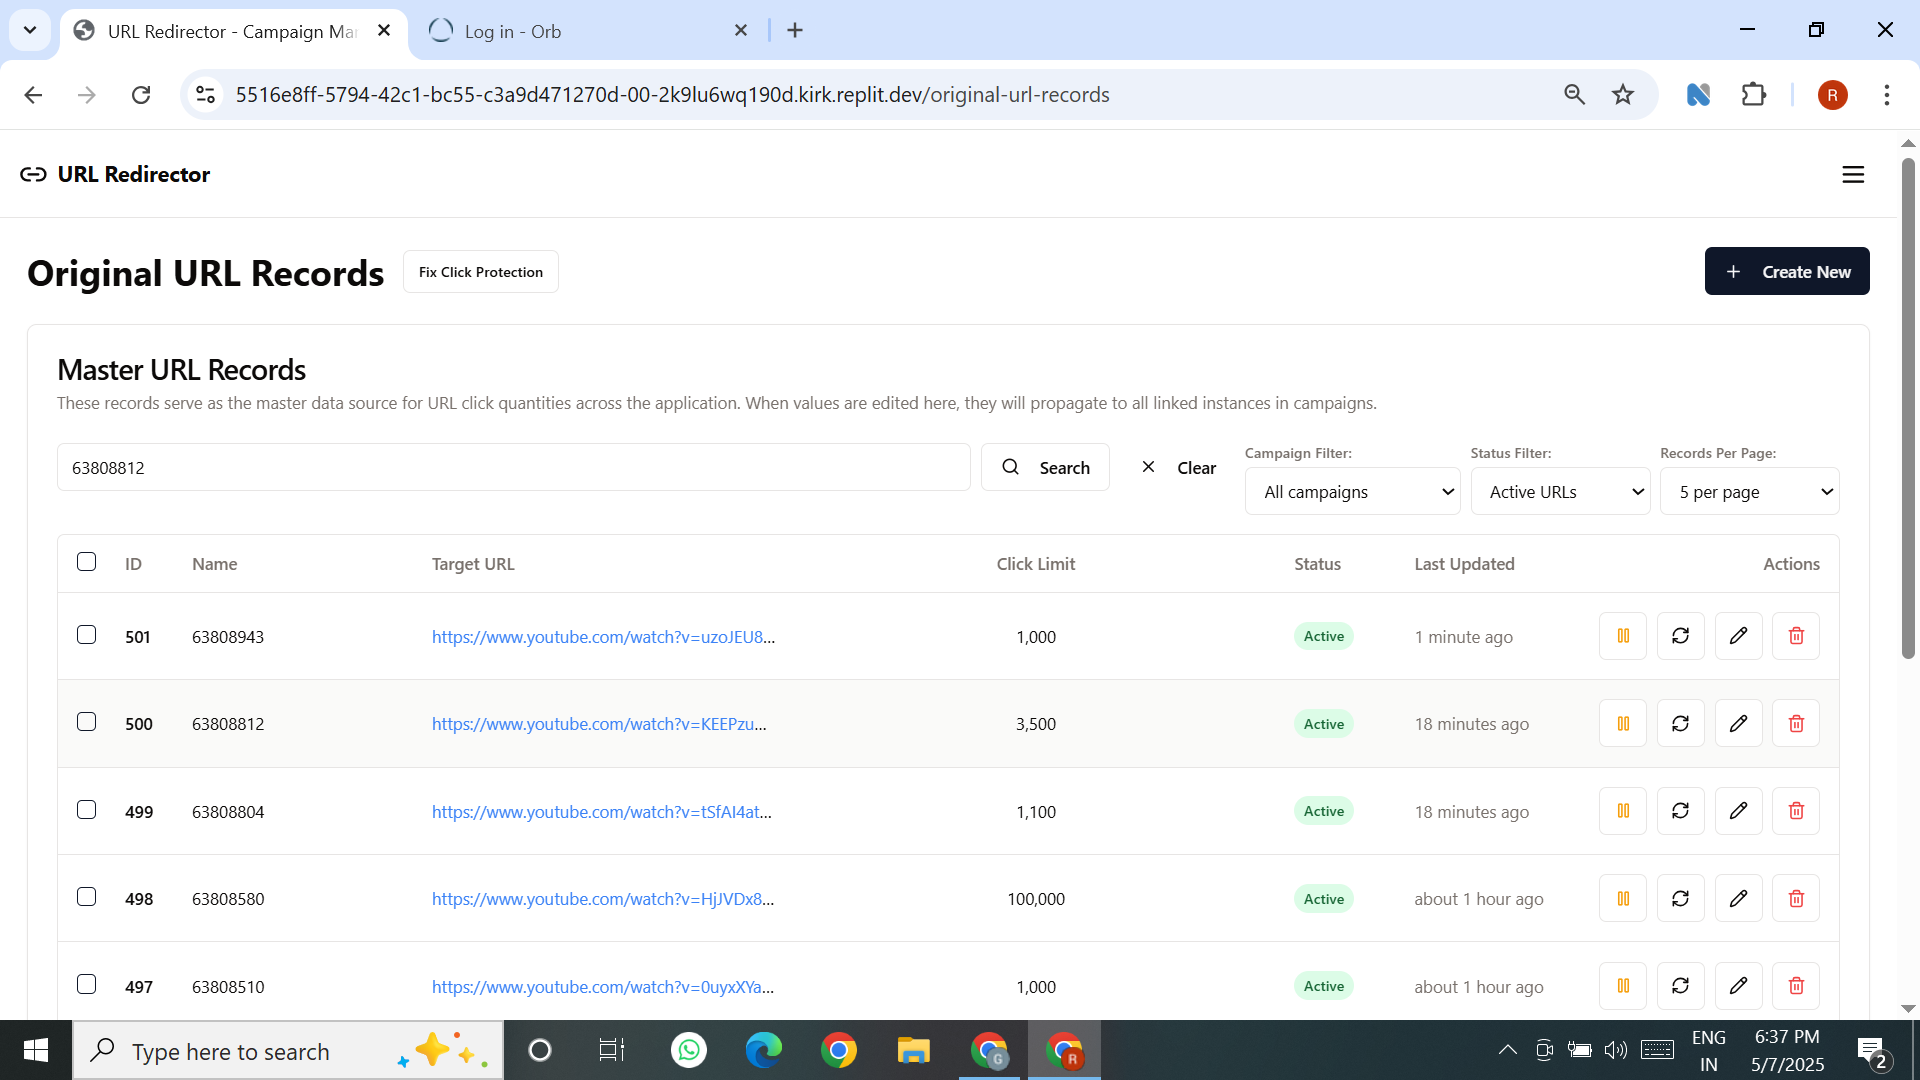 URL Redirector - Campaign Ma
Log in - Orb
5516e8ff-5794-42c1-bc55-c3a9d471270d-00-2k9lu6wq190d.kirk.replit.dev/original-url-records
R
URL Redirector
Original URL Records
Fix Click Protection
Create New
Master URL Records
These records serve as the master data source for URL click quantities across the application. When values are edited here, they will propagate to all linked instances in campaigns.
63808812
Search
Clear
Campaign Filter:
All campaigns
Status Filter:
Active URLs
Records Per Page:
5 per page
ID Name Target URL Click Limit Status Last Updated Actions
501 63808943 https://www.youtube.com/watch?v=uzoJEU8... 1,000 Active 1 minute ago
500 63808812 https://www.youtube.com/watch?v=KEEPzu... 3,500 Active 18 minutes ago
499 63808804 https://www.youtube.com/watch?v=tSfAI4at... 1,100 Active 18 minutes ago
498 63808580 https://www.youtube.com/watch?v=HjJVDx8... 100,000 Active about 1 hour ago
497 63808510 https://www.youtube.com/watch?v=0uyxXYa... 1,000 Active about 1 hour ago
Type here to search
G
R
ENG
IN
6:37 PM
5/7/2025
2